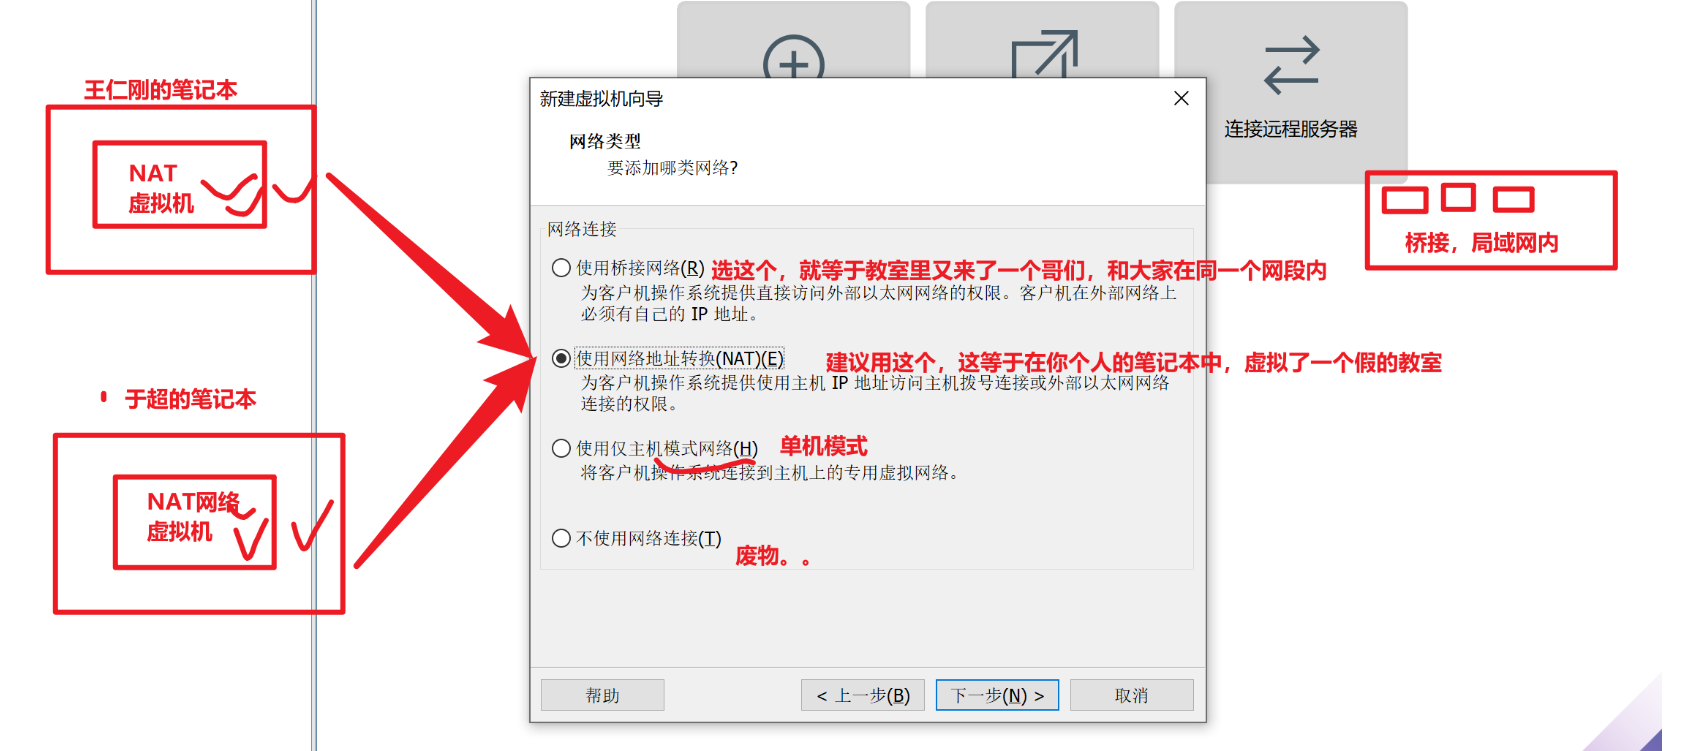 王仁刚的笔记本
NAT
虚拟机
于超的笔记本
NAT网络
虚拟机
连接远程服务器
新建虚拟机向导
网络类型
要添加哪类网络?
网络连接
使用桥接网络(R) 选这个，就等于教室里又来了一个哥们，和大家在同一个网段内
为客户机操作系统提供直接访问外部以太网网络的权限。客户机在外部网络上
必须有自己的 IP 地址。
使用网络地址转换(NAT)(E) 建议用这个，这等于在你个人的笔记本中，虚拟了一个假的教室
为客户机操作系统提供使用主机 IP 地址访问主机拨号连接或外部以太网网络
连接的权限。
使用仅主机模式网络(H) 单机模式
将客户机操作系统连接到主机上的专用虚拟网络。
不使用网络连接(T)
废物。。
帮助
< 上一步(B)
下一步(N) >
取消
桥接，局域网内